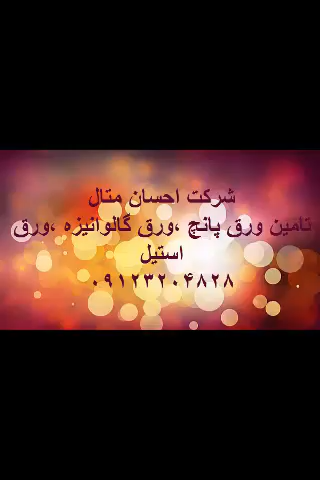 شرکت احسان متال
تامین ورق پانچ ،ورق گالوانیزه ،ورق
استیل
۰۹۱۲۳۲۰۴۸۲۸